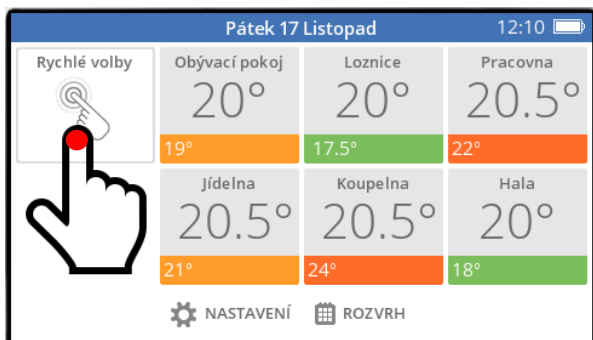 Pátek 17 Listopad 12:10
Rychlé volby
Obývací pokoj
20°
19°
Loznice
20°
17.5°
Pracovna
20.5°
22°
Jídelna
20.5°
21°
Koupelna
20.5°
24°
Hala
20°
18°
NASTAVENÍ ROZVRH